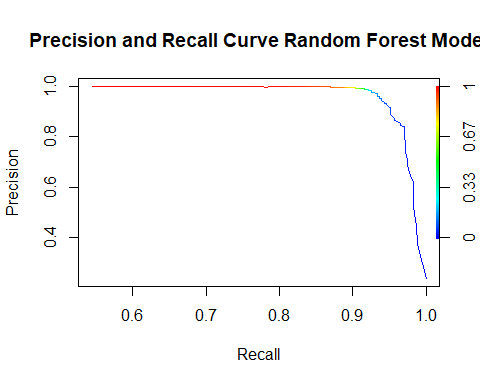 Precision and Recall Curve Random Forest Mode
Precision
0.4 0.6 0.8 1.0
0 0.33 0.67 1
0.6 0.7 0.8 0.9 1.0
Recall